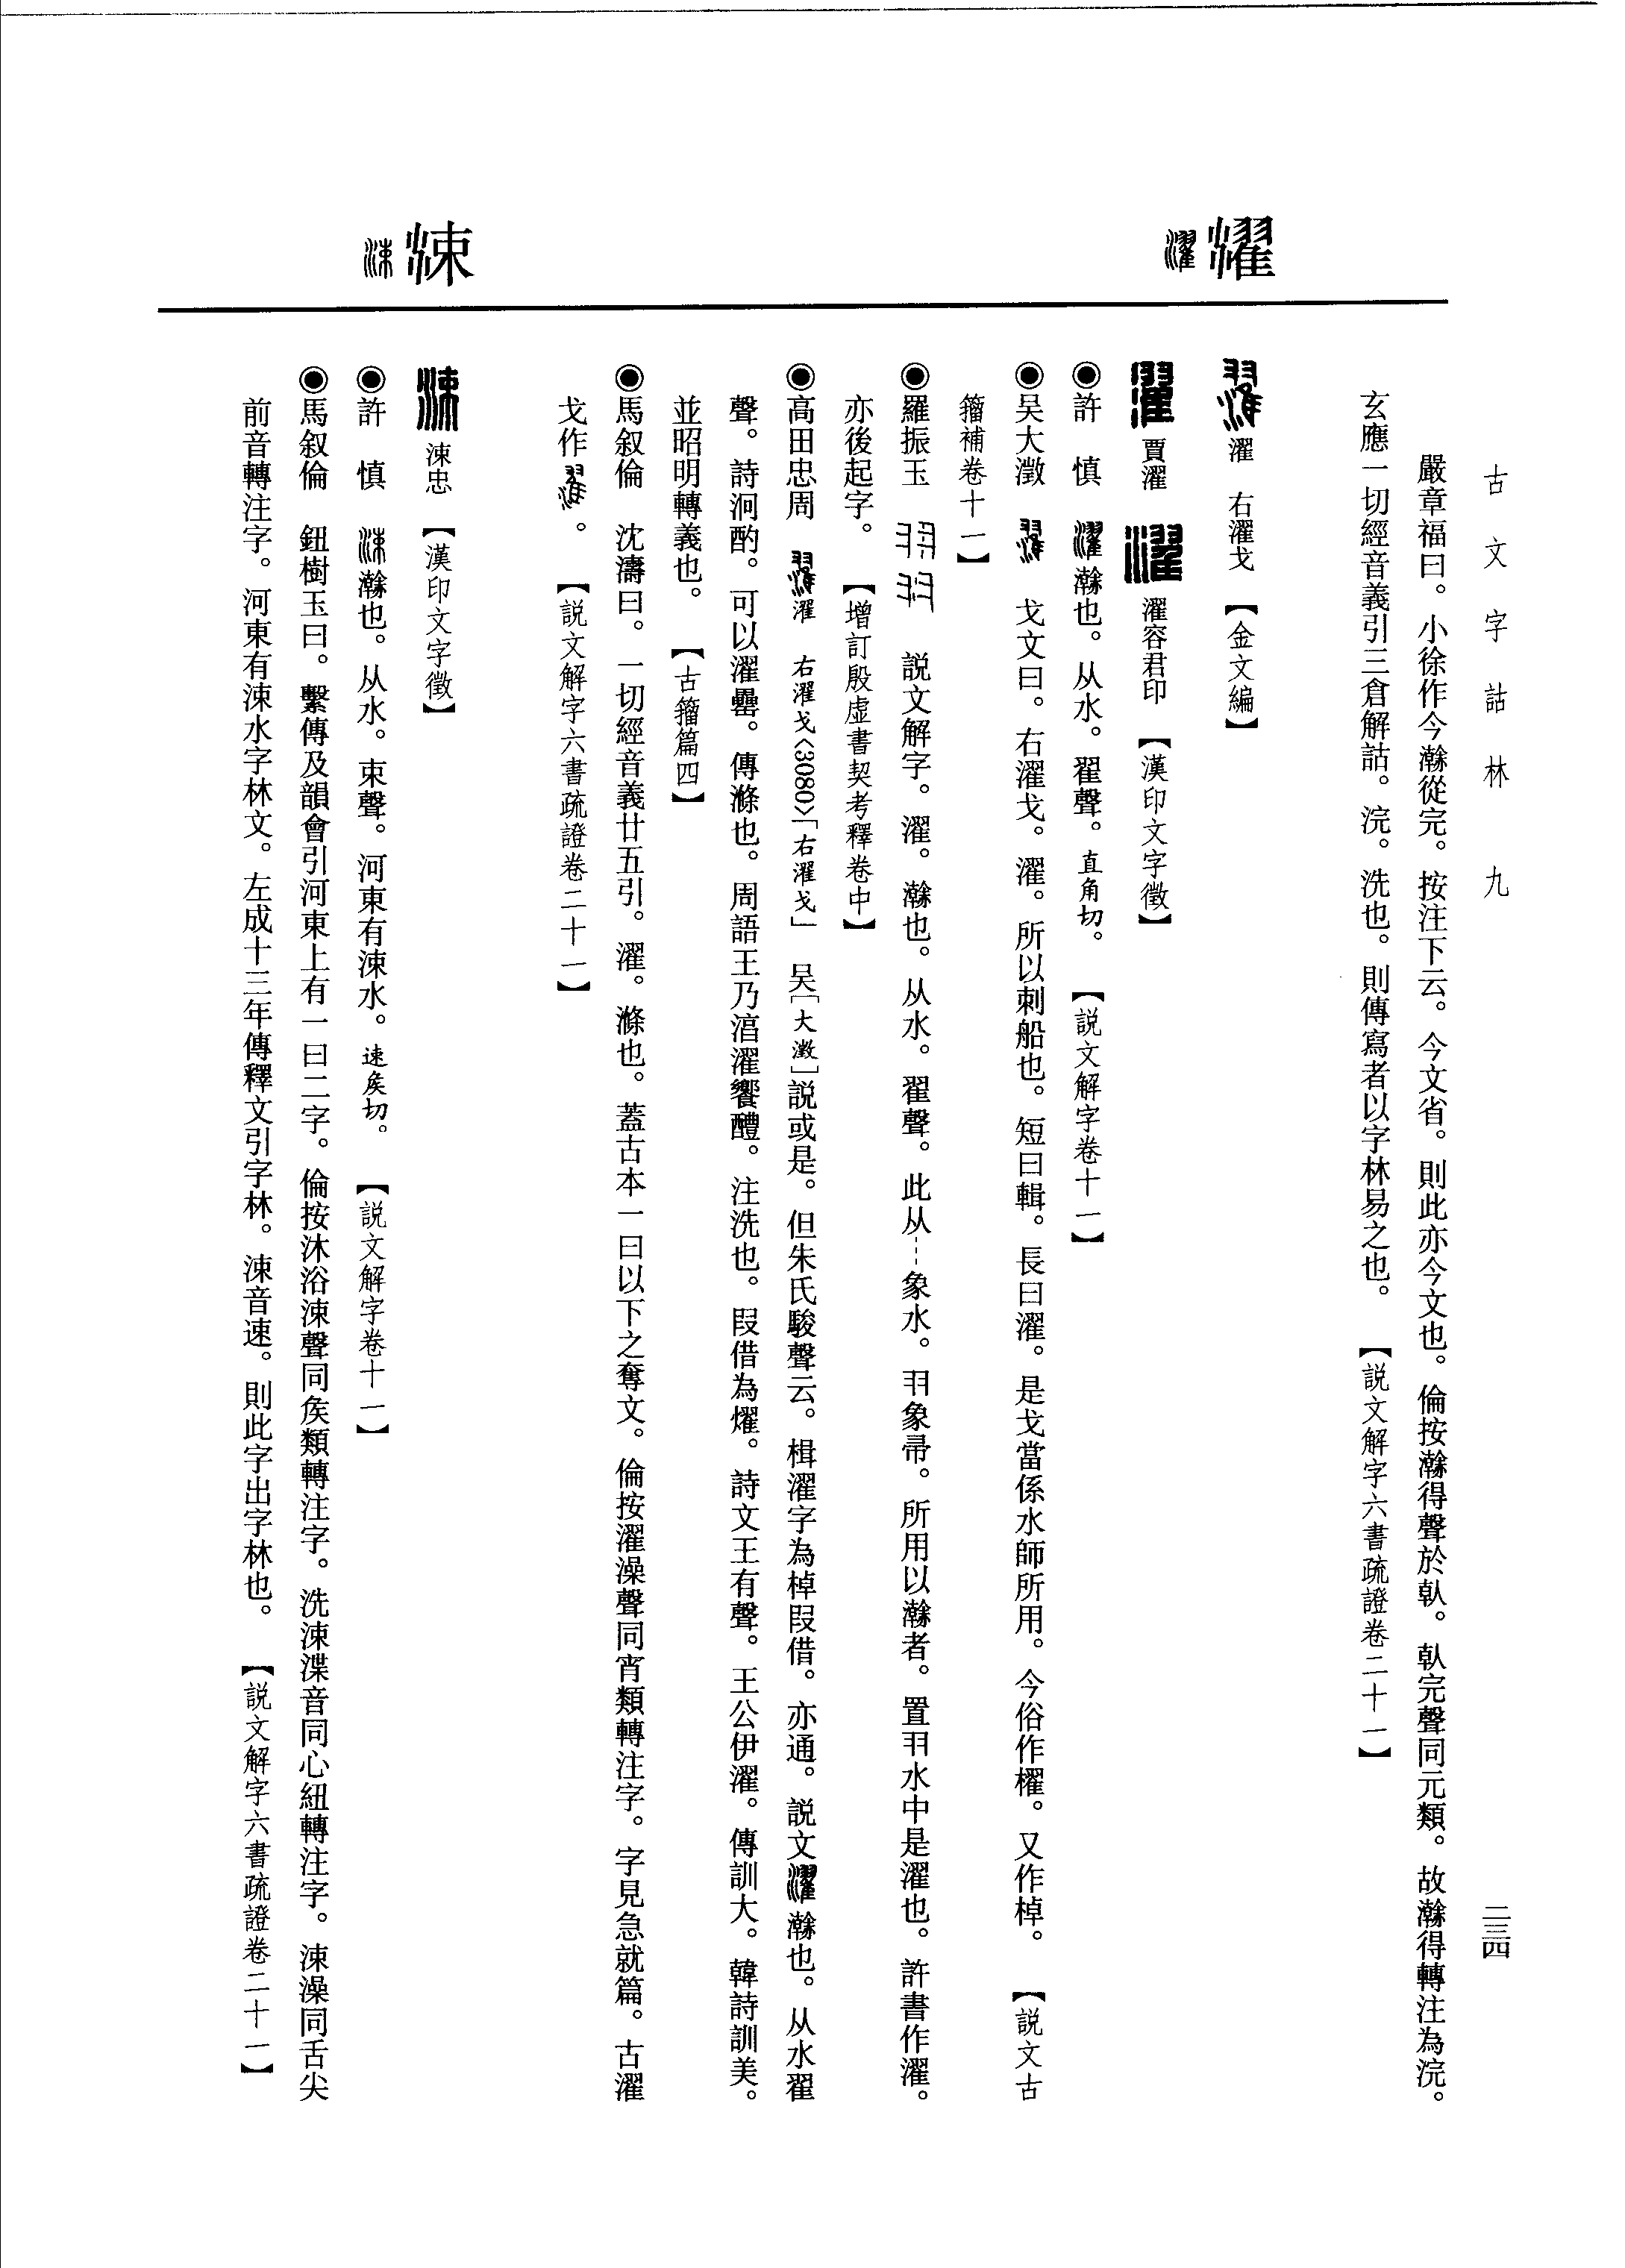 古文字詁林 九
二三四
嚴章福曰。小徐作今瀚從完。按注下云。今文省。則此亦今文也。倫按瀚得聲於倝。倝完聲同元類。故瀚得轉注為浣。
玄應一切經音義引三倉解詁。浣。洗也。則傳寫者以字林易之也。【説文解字六書疏證卷二十一】
濯
濯 右濯戈【金文編】
賈濯 濯容君印【漢印文字徵】
◉許 慎 濯瀚也。从水。翟聲。直角切。【説文解字卷十一】
◉吴大澂 戈文曰。右濯戈。濯。所以刺船也。短曰輯。長曰濯。是戈當係水師所用。今俗作櫂。又作棹。【説文古
籀補卷十一】
◉羅振玉 説文解字。濯。瀚也。从水。翟聲。此从┆象水。羽象帚。所用以瀚者。置羽水中是濯也。許書作濯。
亦後起字。【增訂殷虚書契考釋卷中】
◉高田忠周 濯 右濯戈<3080>「右濯戈」 吴[大澂]説或是。但朱氏駿聲云。楫濯字為棹叚借。亦通。説文濯瀚也。从水翟
聲。詩泂酌。可以濯罍。傳滌也。周語王乃淯濯饗醴。注洗也。叚借為燿。詩文王有聲。王公伊濯。傳訓大。韓詩訓美。
並昭明轉義也。【古籀篇四】
◉馬叙倫 沈濤曰。一切經音義廿五引。濯。滌也。蓋古本一曰以下之奪文。倫按濯澡聲同宵類轉注字。字見急就篇。古濯
戈作。【説文解字六書疏證卷二十一】
涑
涑忠【漢印文字徵】
◉許 慎 涑瀚也。从水。束聲。河東有涑水。速矦切。【説文解字卷十一】
◉馬叙倫 鈕樹玉曰。繫傳及韻會引河東上有一曰二字。倫按沐浴涑聲同矦類轉注字。洗涑渫音同心紐轉注字。涑澡同舌尖
前音轉注字。河東有涑水字林文。左成十三年傳釋文引字林。涑音速。則此字出字林也。【説文解字六書疏證卷二十一】